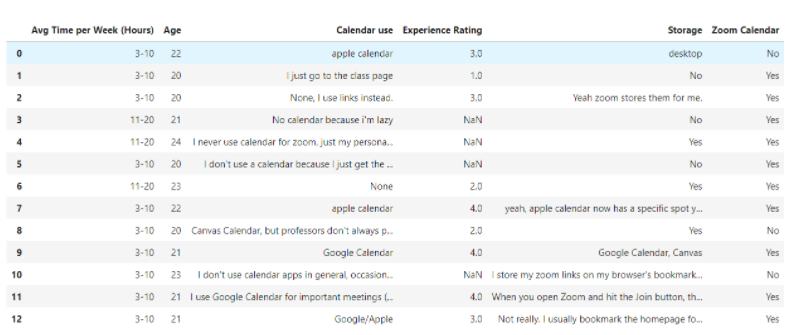 Avg Time per Week (Hours) Age Calendar use Experience Rating Storage Zoom Calendar
0 3-10 22 apple calendar 3.0 desktop No
1 3-10 20 I just go to the class page 1.0 No Yes
2 3-10 20 None, I use links instead. 3.0 Yeah zoom stores them for me. Yes
3 11-20 21 No calendar because i'm lazy NaN No Yes
4 11-20 24 I never use calendar for zoom. just my persona... NaN Yes Yes
5 3-10 20 I don't use a calendar because I just get the ... NaN No Yes
6 11-20 23 None 2.0 Yes Yes
7 3-10 22 apple calendar 4.0 yeah, apple calendar now has a specific spot y... Yes
8 3-10 20 Canvas Calendar, but professors don't always p... 2.0 Yes No
9 3-10 21 Google Calendar 4.0 Google Calendar, Canvas Yes
10 3-10 23 I don't use calendar apps in general, occasion... NaN I store my zoom links on my browser's bookmark... No
11 3-10 21 I use Google Calendar for important meetings (... 4.0 When you open Zoom and hit the Join button, th... Yes
12 3-10 21 Google/Apple 3.0 Not really. I usually bookmark the homepage fo... Yes